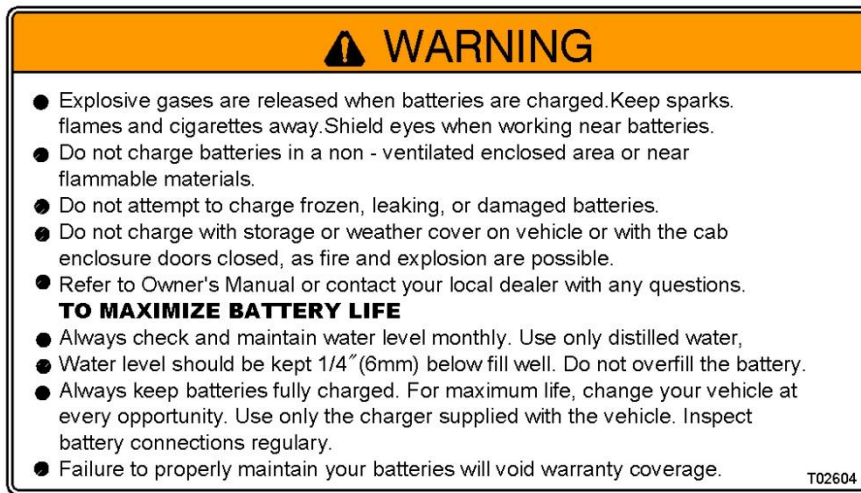 WARNING
● Explosive gases are released when batteries are charged.Keep sparks.
flames and cigarettes away.Shield eyes when working near batteries.
● Do not charge batteries in a non - ventilated enclosed area or near
flammable materials.
● Do not attempt to charge frozen, leaking, or damaged batteries.
● Do not charge with storage or weather cover on vehicle or with the cab
enclosure doors closed, as fire and explosion are possible.
● Refer to Owner's Manual or contact your local dealer with any questions.
TO MAXIMIZE BATTERY LIFE
● Always check and maintain water level monthly. Use only distilled water,
● Water level should be kept 1/4″(6mm) below fill well. Do not overfill the battery.
● Always keep batteries fully charged. For maximum life, change your vehicle at
every opportunity. Use only the charger supplied with the vehicle. Inspect
battery connections regulary.
● Failure to properly maintain your batteries will void warranty coverage.
T02604